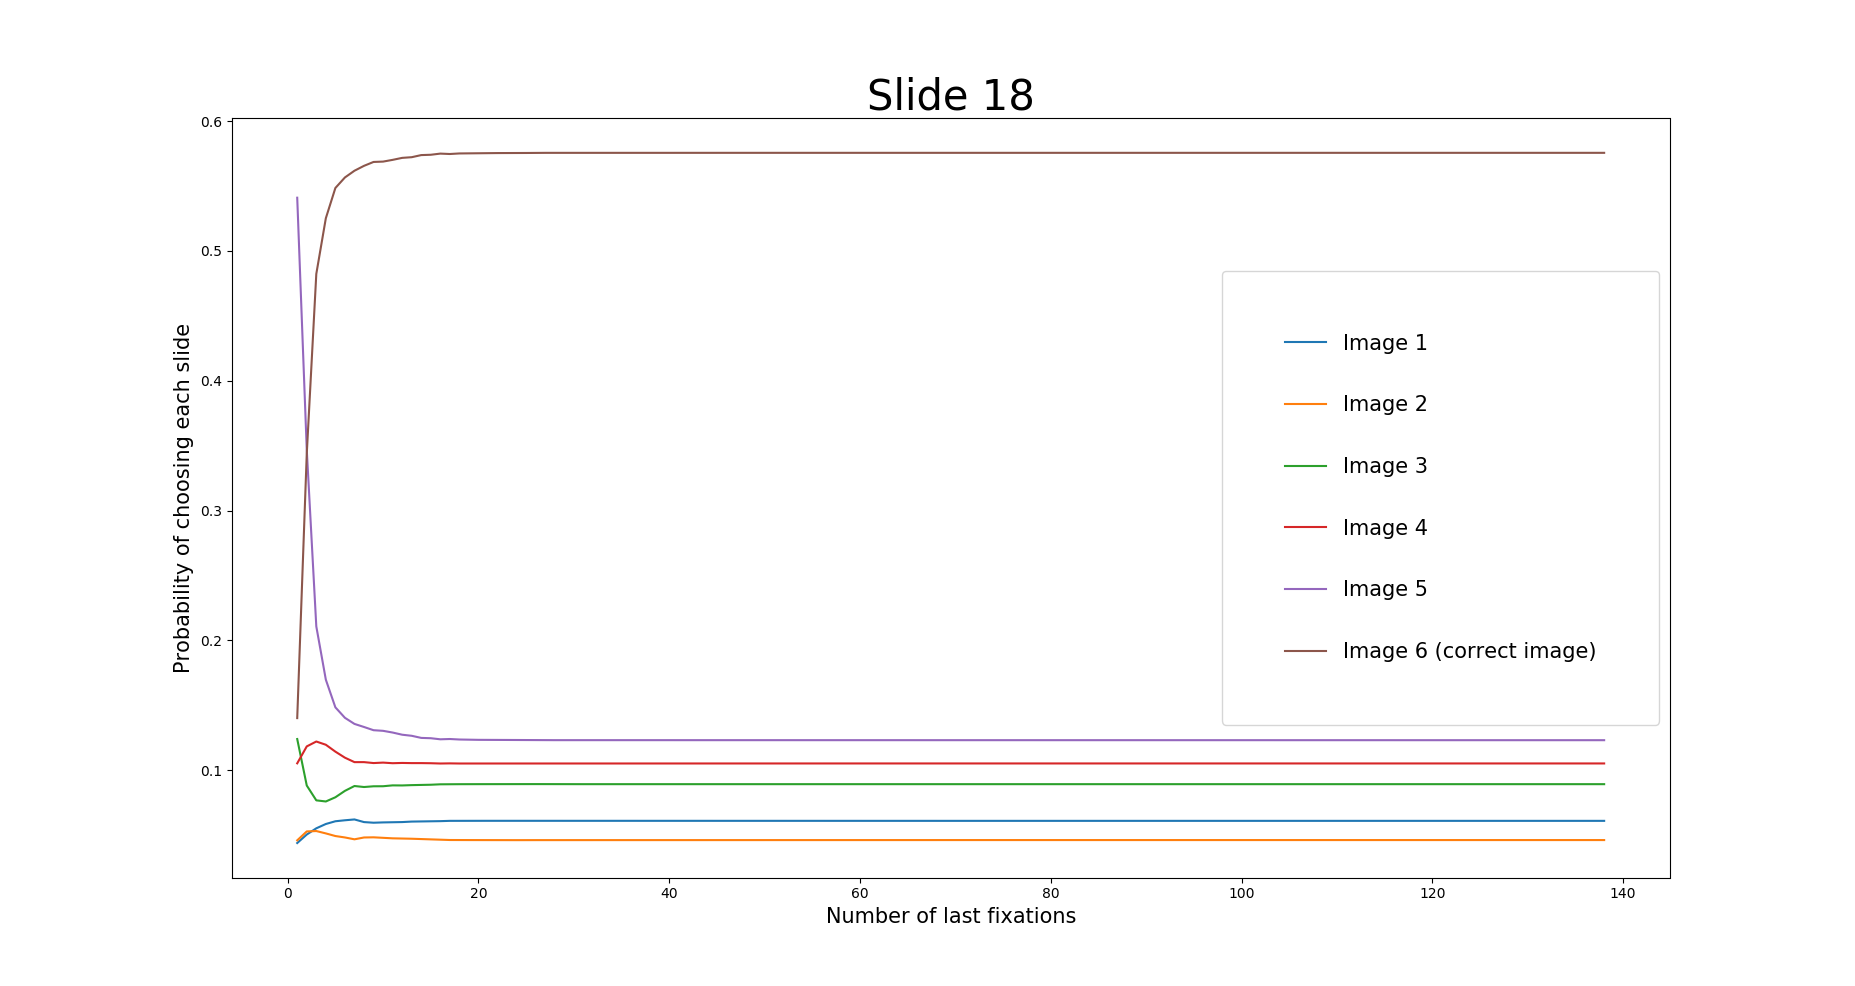 Slide 18
0.6
0.5
0.4
0.3
0.2
0.1
Probability of choosing each slide
Image 1
Image 2
Image 3
Image 4
Image 5
Image 6 (correct image)
0 20 40 60 80 100 120 140
Number of last fixations